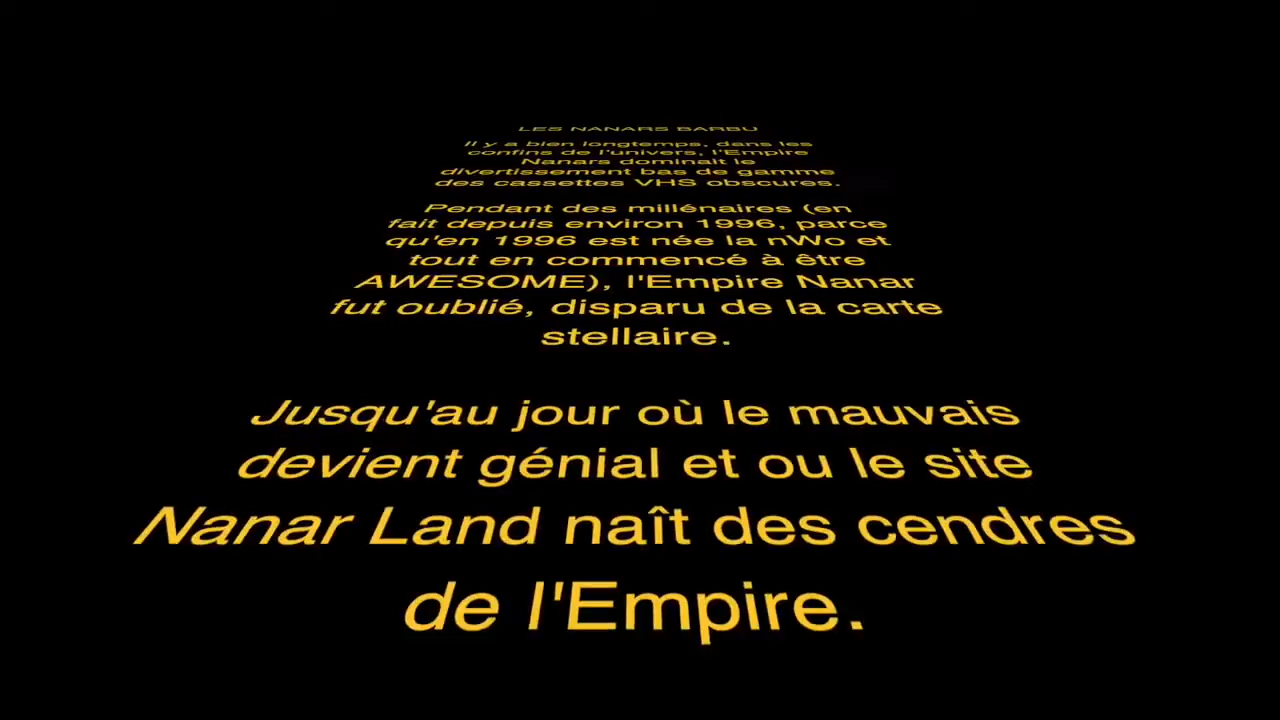 LES NANARS BARBU
Il y a bien longtemps, dans les
confins de l'univers, l'Empire
Nanars dominait le
divertissement bas de gamme
des cassettes VHS obscures.
Pendant des millénaires (en
fait depuis environ 1996, parce
qu'en 1996 est née la nWo et
tout en commencé à être
AWESOME), l'Empire Nanar
fut oublié, disparu de la carte
stellaire.
Jusqu'au jour où le mauvais
devient génial et ou le site
Nanar Land naît des cendres
de l'Empire.